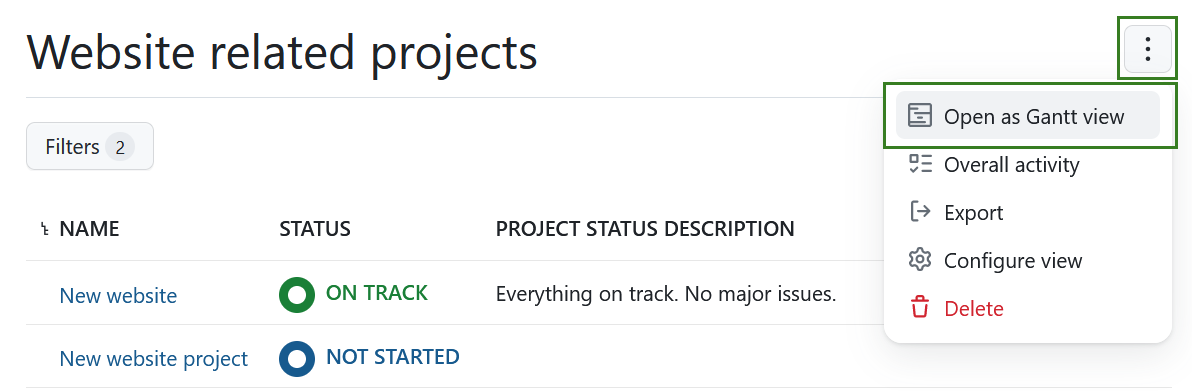 Website related projects
Open as Gantt view
Filters 2
Overall activity
Export
NAME STATUS PROJECT STATUS DESCRIPTION
Configure view
New website ON TRACK Everything on track. No major issues.
Delete
New website project NOT STARTED